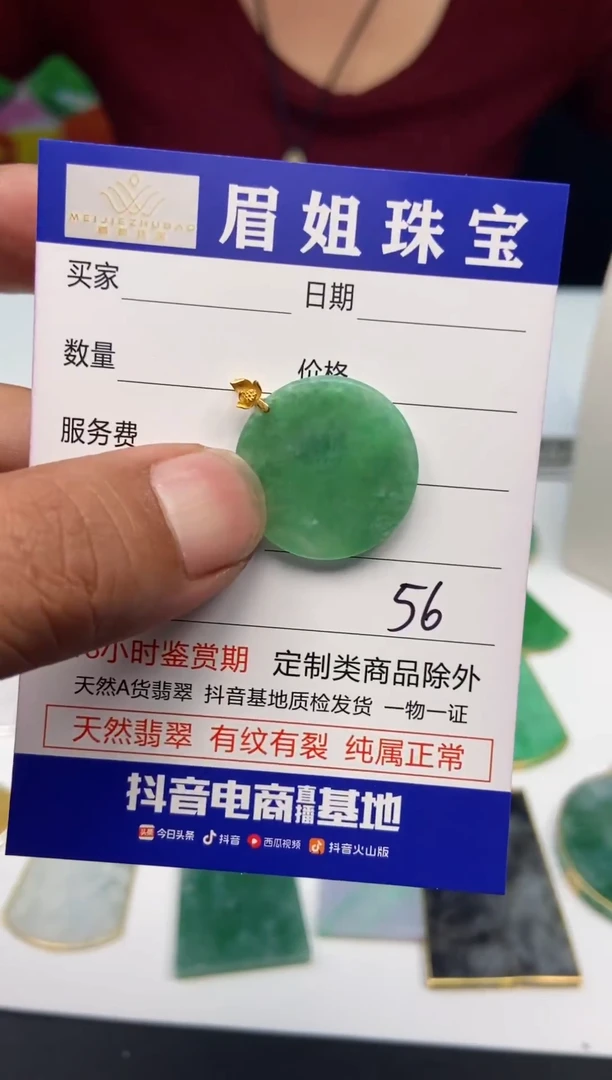 MEIJIEZHUBAO
眉姐珠宝
买家
日期
数量
价格
服务费
56
小时鉴赏期 定制类商品除外
天然A货翡翠 抖音基地质检发货 一物一证
天然翡翠 有纹有裂 纯属正常
抖音电商直播基地
头条 今日头条 抖音 西瓜视频 抖音火山版